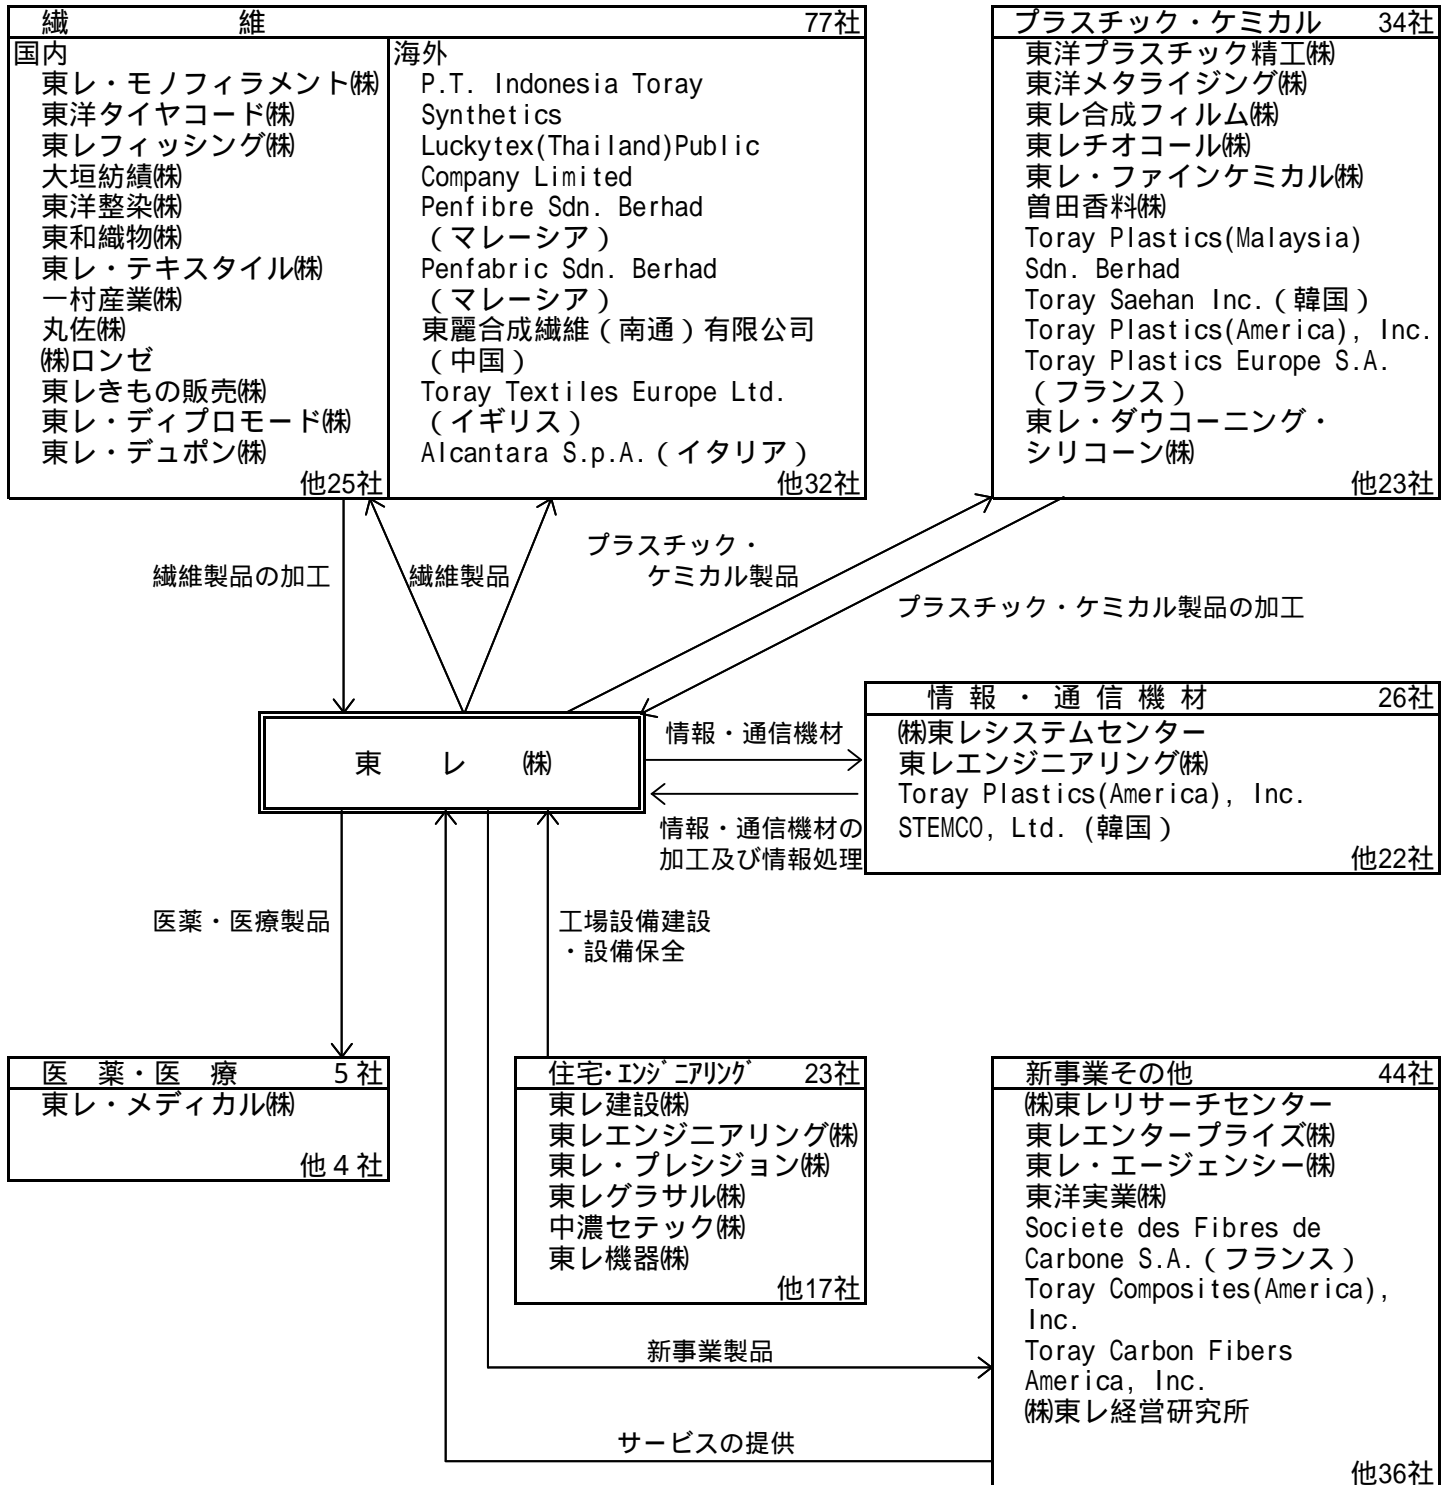 繊　　　維　77社
国内
東レ・モノフィラメント㈱
東洋タイヤコード㈱
東レフィッシング㈱
大垣紡績㈱
東洋整染㈱
東和織物㈱
東レ・テキスタイル㈱
一村産業㈱
丸佐㈱
㈱ロンゼ
東レきもの販売㈱
東レ・ディプロモード㈱
東レ・デュポン㈱
他25社
海外
P.T. Indonesia Toray
Synthetics
Luckytex(Thailand)Public
Company Limited
Penfibre Sdn. Berhad
（マレーシア）
Penfabric Sdn. Berhad
（マレーシア）
東麗合成繊維（南通）有限公司
（中国）
Toray Textiles Europe Ltd.
（イギリス）
Alcantara S.p.A.（イタリア）
他32社
プラスチック・ケミカル　34社
東洋プラスチック精工㈱
東洋メタライジング㈱
東レ合成フィルム㈱
東レチオコール㈱
東レ・ファインケミカル㈱
曽田香料㈱
Toray Plastics(Malaysia)
Sdn. Berhad
Toray Saehan Inc.（韓国）
Toray Plastics(America), Inc.
Toray Plastics Europe S.A.
（フランス）
東レ・ダウコーニング・
シリコーン㈱
他23社
繊維製品の加工
繊維製品
プラスチック・
ケミカル製品
プラスチック・ケミカル製品の加工
東　レ　㈱
情報・通信機材
情報・通信機材の
加工及び情報処理
情 報 ・ 通 信 機 材　26社
㈱東レシステムセンター
東レエンジニアリング㈱
Toray Plastics(America), Inc.
STEMCO, Ltd. (韓国）
他22社
医薬・医療製品
工場設備建設
・設備保全
医　薬・医　療　５社
東レ・メディカル㈱
他４社
住宅・ｴﾝｼﾞﾆｱﾘﾝｸﾞ　23社
東レ建設㈱
東レエンジニアリング㈱
東レ・プレシジョン㈱
東レグラサル㈱
中濃セテック㈱
東レ機器㈱
他17社
新事業その他　44社
㈱東レリサーチセンター
東レエンタープライズ㈱
東レ・エージェンシー㈱
東洋実業㈱
Societe des Fibres de
Carbone S.A.（フランス）
Toray Composites(America),
Inc.
Toray Carbon Fibers
America, Inc.
㈱東レ経営研究所
他36社
新事業製品
サービスの提供